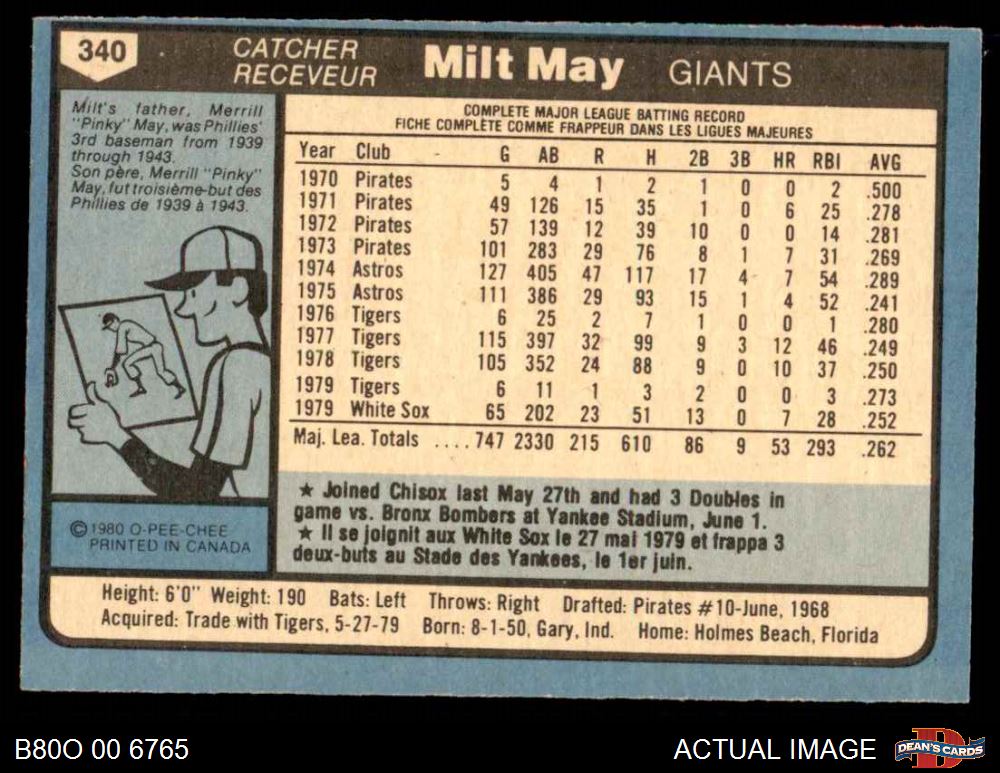 340
CATCHER
RECEVEUR
Milt May GIANTS
Milt's father, Merrill
"Pinky" May, was Phillies'
3rd baseman from 1939
through 1943.
Son père, Merrill "Pinky"
May, fut troisième-but des
Phillies de 1939 à 1943.
©1980 O-PEE-CHEE
PRINTED IN CANADA
COMPLETE MAJOR LEAGUE BATTING RECORD
FICHE COMPLÈTE COMME FRAPPEUR DANS LES LIGUES MAJEURES
Year Club G AB R H 2B 3B HR RBI AVG
1970 Pirates 5 4 1 2 1 0 0 2 .500
1971 Pirates 49 126 15 35 1 0 6 25 .278
1972 Pirates 57 139 12 39 10 0 0 14 .281
1973 Pirates 101 283 29 76 8 1 7 31 .269
1974 Astros 127 405 47 117 17 4 7 54 .289
1975 Astros 111 386 29 93 15 1 4 52 .241
1976 Tigers 6 25 2 7 1 0 0 1 .280
1977 Tigers 115 397 32 99 9 3 12 46 .249
1978 Tigers 105 352 24 88 9 0 10 37 .250
1979 Tigers 6 11 1 3 2 0 0 3 .273
1979 White Sox 65 202 23 51 13 0 7 28 .252
Maj. Lea. Totals ....747 2330 215 610 86 9 53 293 .262
★ Joined Chisox last May 27th and had 3 Doubles in
game vs. Bronx Bombers at Yankee Stadium, June 1.
★ Il se joignit aux White Sox le 27 mai 1979 et frappa 3
deux-buts au Stade des Yankees, le 1er juin.
Height: 6'0" Weight: 190 Bats: Left Throws: Right Drafted: Pirates #10-June, 1968
Acquired: Trade with Tigers, 5-27-79 Born: 8-1-50, Gary, Ind. Home: Holmes Beach, Florida
B80O 00 6765
ACTUAL IMAGE
DEAN'S CARDS